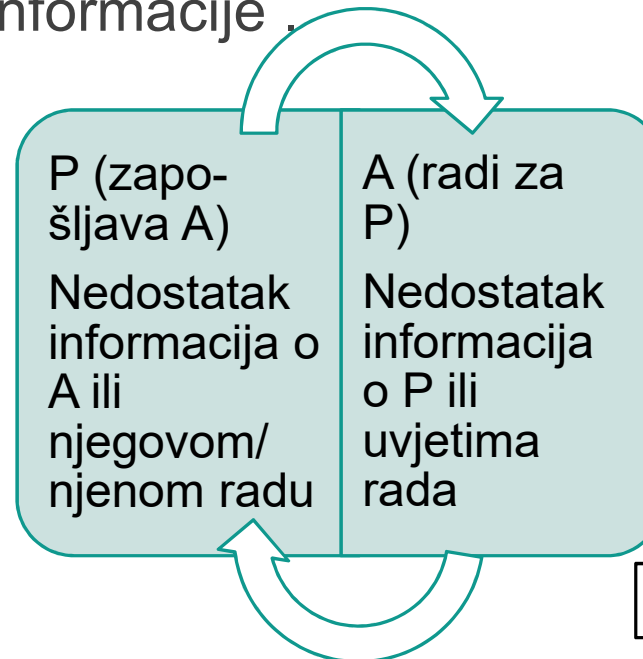 nformacije .
P (zapo-
šljava A)
Nedostatak
informacija o
A ili
njegovom/
njenom radu
A (radi za
P)
Nedostatak
informacija
o P ili
uvjetima
rada